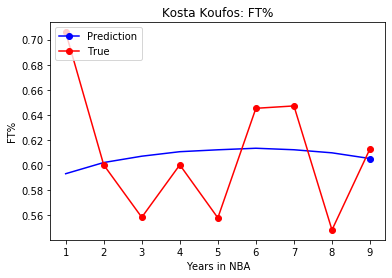 Kosta Koufos: FT%
Prediction
True
0.70
0.68
0.66
0.64
0.62
0.60
0.58
0.56
FT%
1 2 3 4 5 6 7 8 9
Years in NBA